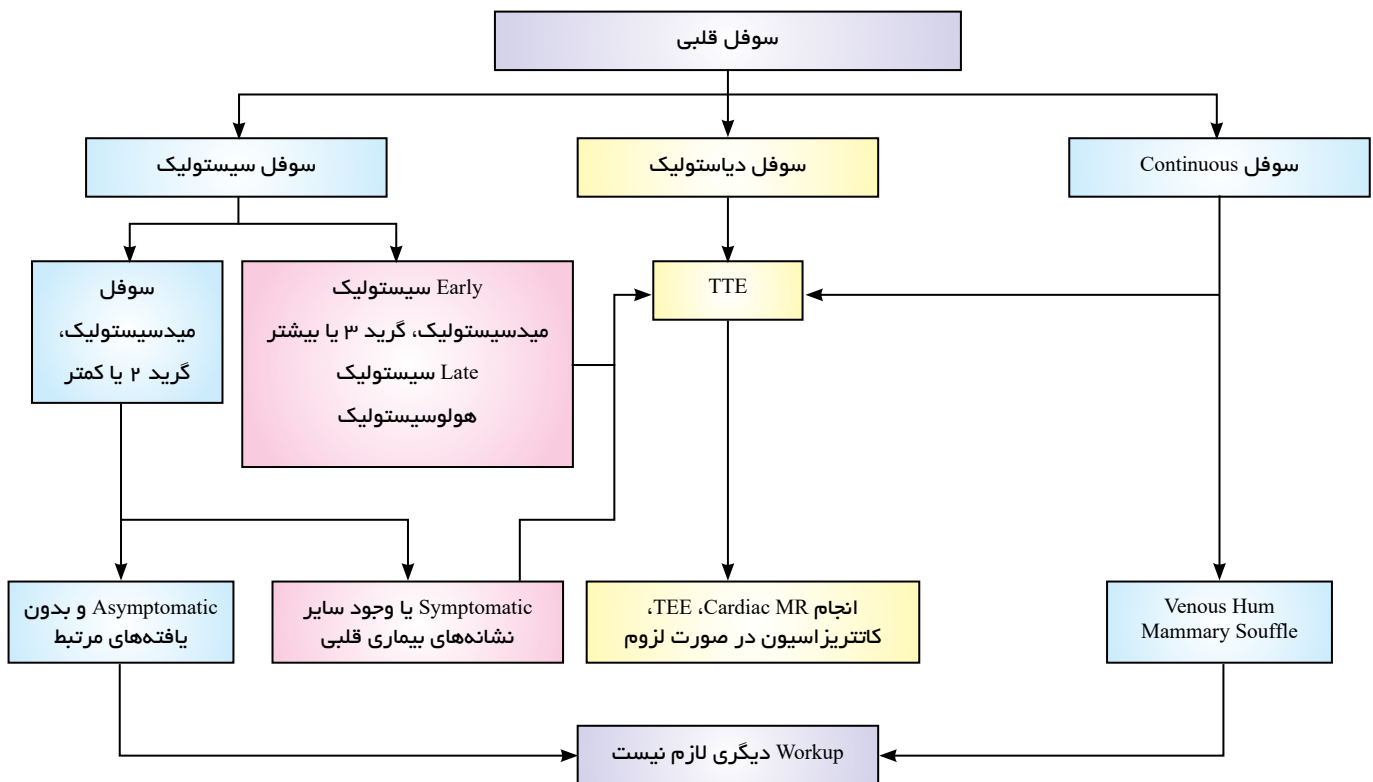 سوفل قلبی
سوفل سیستولیک
سوفل دیاستولیک
سوفل Continuous
سوفل
میدسیستولیک،
گرید ۲ یا کمتر
Early سیستولیک
میدسیستولیک، گرید ۳ یا بیشتر
Late سیستولیک
هولوسیستولیک
TTE
Asymptomatic و بدون
یافته‌های مرتبط
Symptomatic یا وجود سایر
نشانه‌های بیماری قلبی
انجام TEE ،Cardiac MR،
کاتتریزاسیون در صورت لزوم
Venous Hum
Mammary Souffle
Workup دیگری لازم نیست